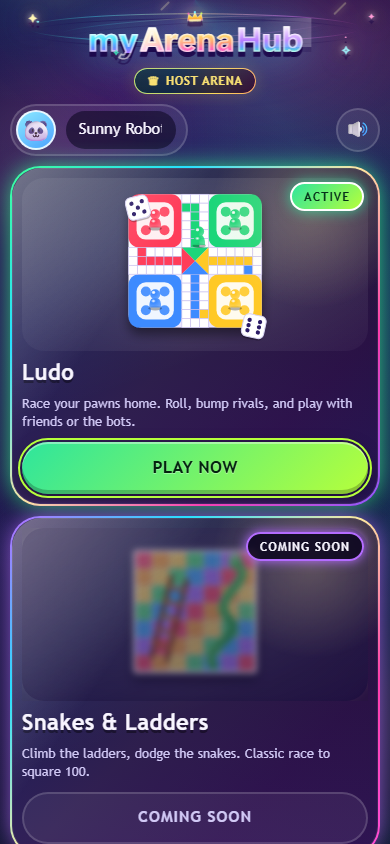 myArenaHub
HOST ARENA
Sunny Robot
ACTIVE
Ludo
Race your pawns home. Roll, bump rivals, and play with
friends or the bots.
PLAY NOW
COMING SOON
Snakes & Ladders
Climb the ladders, dodge the snakes. Classic race to
square 100.
COMING SOON